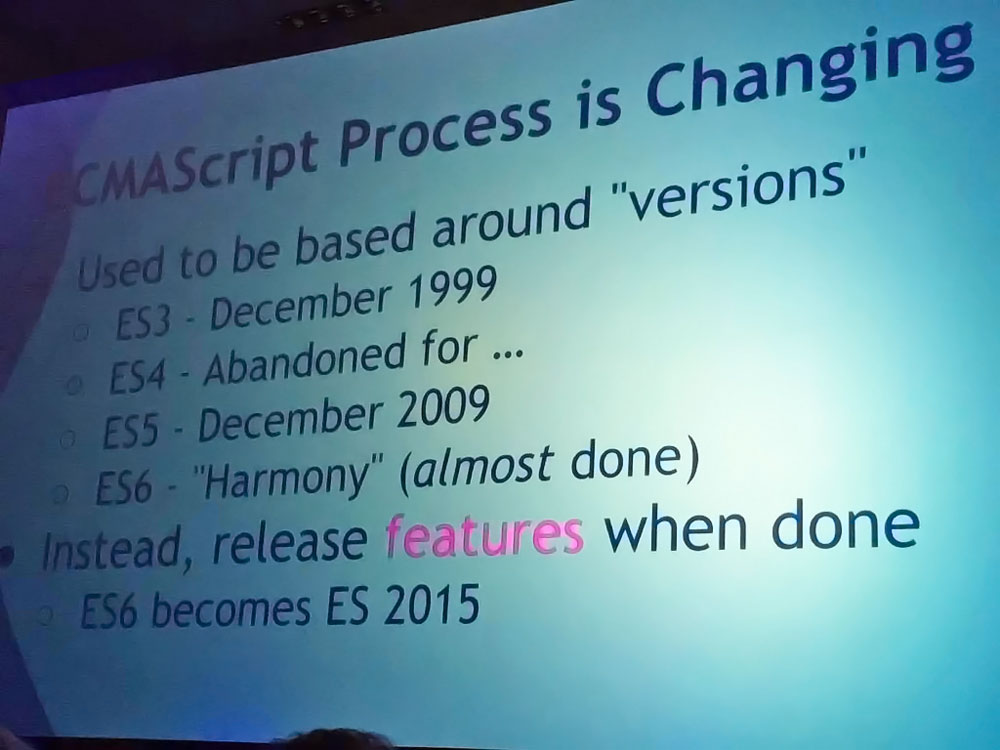 ECMAScript Process is Changing
Used to be based around "versions"
ES3 - December 1999
ES4 - Abandoned for ...
ES5 - December 2009
ES6 - "Harmony" (almost done)
Instead, release features when done
ES6 becomes ES 2015